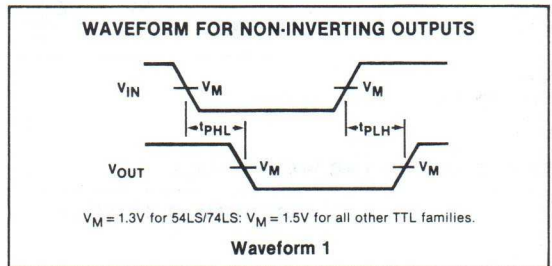 WAVEFORM FOR NON-INVERTING OUTPUTS
VIN
VM
VM
tPHL
tPLH
VOUT
VM
VM
VM = 1.3V for 54LS/74LS: VM = 1.5V for all other TTL families.
Waveform 1